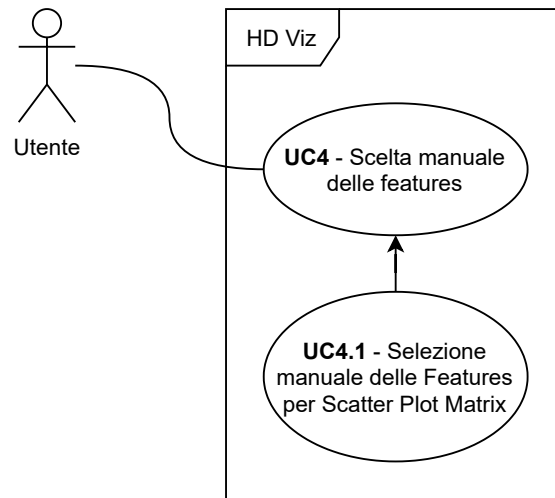 HD Viz
Utente
UC4 - Scelta manuale
delle features
UC4.1 - Selezione
manuale delle Features
per Scatter Plot Matrix